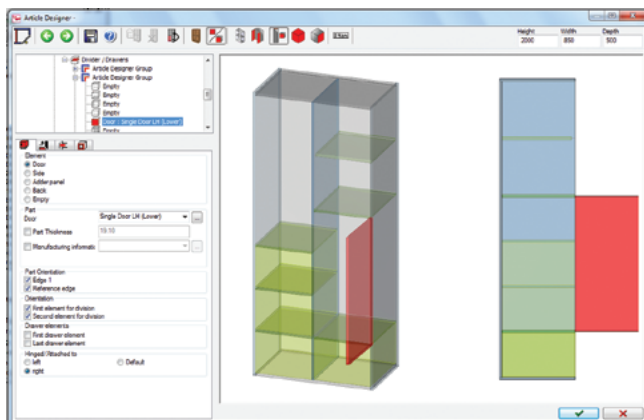 Article Designer -
Height Width Depth
2000 850 500
Divider / Drawers
Article Designer Group
Article Designer Group
Empty
Empty
Empty
Empty
Door : Single Door LH (Lower)
Element
Door
Side
Adder panel
Back
Empty
Part
Door Single Door LH (Lower)
Part Thickness 19.10
Manufacturing informatic
Part Orientation
Edge 1
Reference edge
Orientation
First element for division
Second element for division
Drawer elements
First drawer element
Last drawer element
Hinged/Attached to
left Default
right